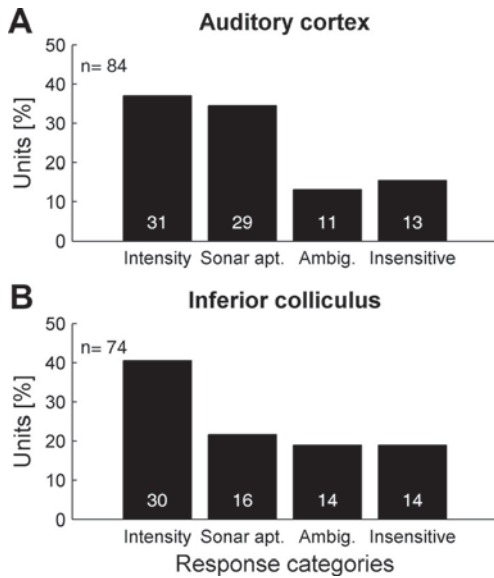 A
Auditory cortex
n= 84
Units [%]
50
40
30
20
10
0
31 29 11 13
Intensity Sonar apt. Ambig. Insensitive
B
Inferior colliculus
n= 74
Units [%]
50
40
30
20
10
0
30 16 14 14
Intensity Sonar apt. Ambig. Insensitive
Response categories